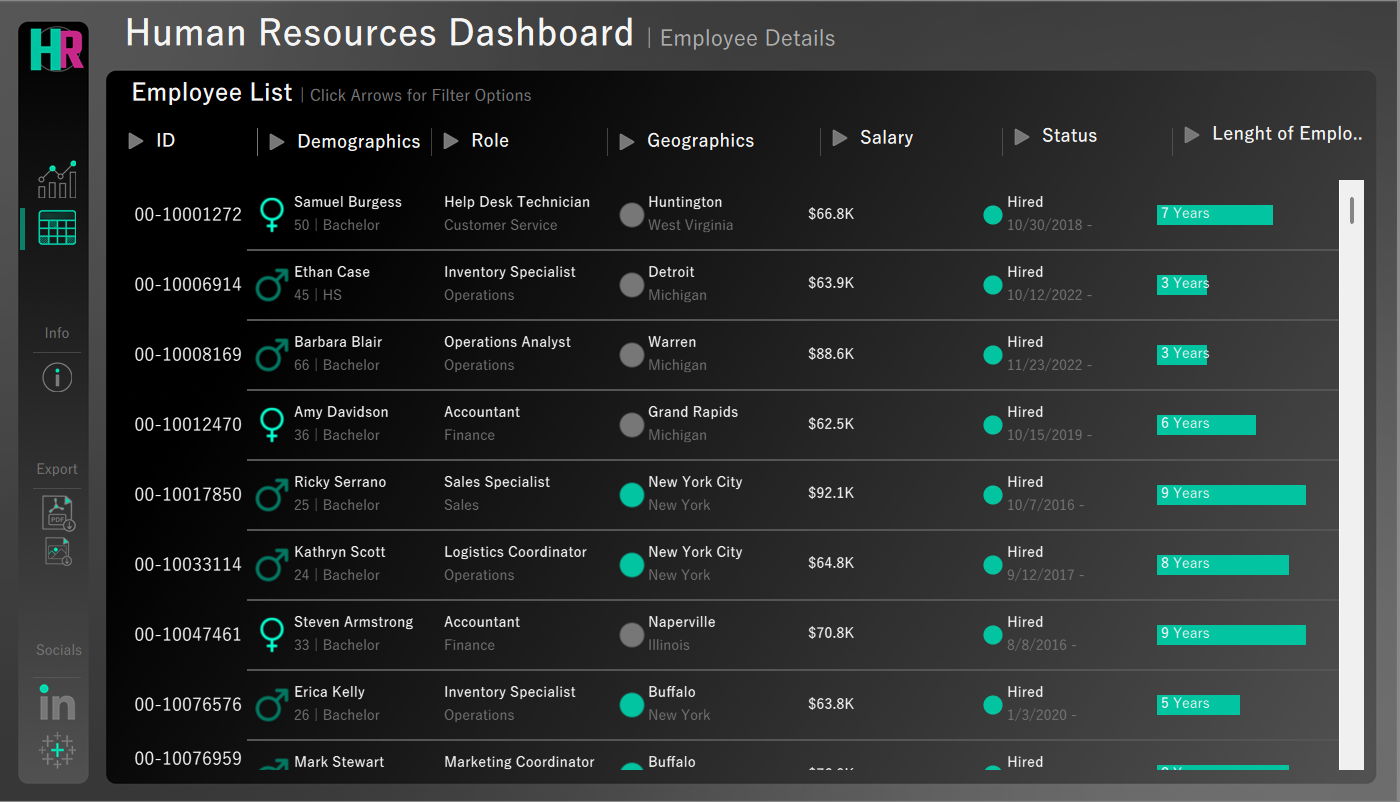 HR
Human Resources Dashboard | Employee Details
Employee List | Click Arrows for Filter Options
ID
Demographics
Role
Geographics
Salary
Status
Lenght of Emplo..
00-10001272
Samuel Burgess
50 | Bachelor
Help Desk Technician
Customer Service
Huntington
West Virginia
$66.8K
Hired
10/30/2018 -
7 Years
00-10006914
Ethan Case
45 | HS
Inventory Specialist
Operations
Detroit
Michigan
$63.9K
Hired
10/12/2022 -
3 Years
00-10008169
Barbara Blair
66 | Bachelor
Operations Analyst
Operations
Warren
Michigan
$88.6K
Hired
11/23/2022 -
3 Years
00-10012470
Amy Davidson
36 | Bachelor
Accountant
Finance
Grand Rapids
Michigan
$62.5K
Hired
10/15/2019 -
6 Years
00-10017850
Ricky Serrano
25 | Bachelor
Sales Specialist
Sales
New York City
New York
$92.1K
Hired
10/7/2016 -
9 Years
00-10033114
Kathryn Scott
24 | Bachelor
Logistics Coordinator
Operations
New York City
New York
$64.8K
Hired
9/12/2017 -
8 Years
00-10047461
Steven Armstrong
33 | Bachelor
Accountant
Finance
Naperville
Illinois
$70.8K
Hired
8/8/2016 -
9 Years
00-10076576
Erica Kelly
26 | Bachelor
Inventory Specialist
Operations
Buffalo
New York
$63.8K
Hired
1/3/2020 -
5 Years
00-10076959
Mark Stewart
Marketing Coordinator
Buffalo
Hired
Info
Export
PDF
Socials
in